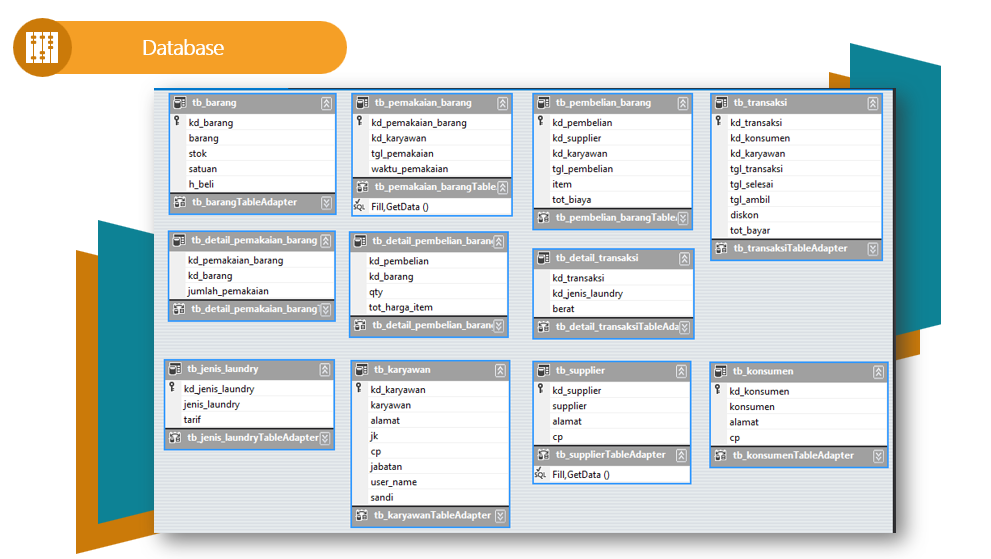 Database
tb_barang
kd_barang
barang
stok
satuan
h_beli
tb_barangTableAdapter
tb_pemakaian_barang
kd_pemakaian_barang
kd_karyawan
tgl_pemakaian
waktu_pemakaian
tb_pemakaian_barangTable
SQL
Fill,GetData ()
tb_pembelian_barang
kd_pembelian
kd_supplier
kd_karyawan
tgl_pembelian
item
tot_biaya
tb_pembelian_barangTable
tb_transaksi
kd_transaksi
kd_konsumen
kd_karyawan
tgl_transaksi
tgl_selesai
tgl_ambil
diskon
tot_bayar
tb_transaksiTableAdapter
tb_detail_pemakaian_barang
kd_pemakaian_barang
kd_barang
jumlah_pemakaian
tb_detail_pemakaian_barang
tb_detail_pembelian_baran
kd_pembelian
kd_barang
qty
tot_harga_item
tb_detail_pembelian_baran
tb_detail_transaksi
kd_transaksi
kd_jenis_laundry
berat
tb_detail_transaksiTableAda
tb_jenis_laundry
kd_jenis_laundry
jenis_laundry
tarif
tb_jenis_laundryTableAdapter
tb_karyawan
kd_karyawan
karyawan
alamat
jk
cp
jabatan
user_name
sandi
tb_karyawanTableAdapter
tb_supplier
kd_supplier
supplier
alamat
cp
tb_supplierTableAdapter
SQL
Fill,GetData ()
tb_konsumen
kd_konsumen
konsumen
alamat
cp
tb_konsumenTableAdapter